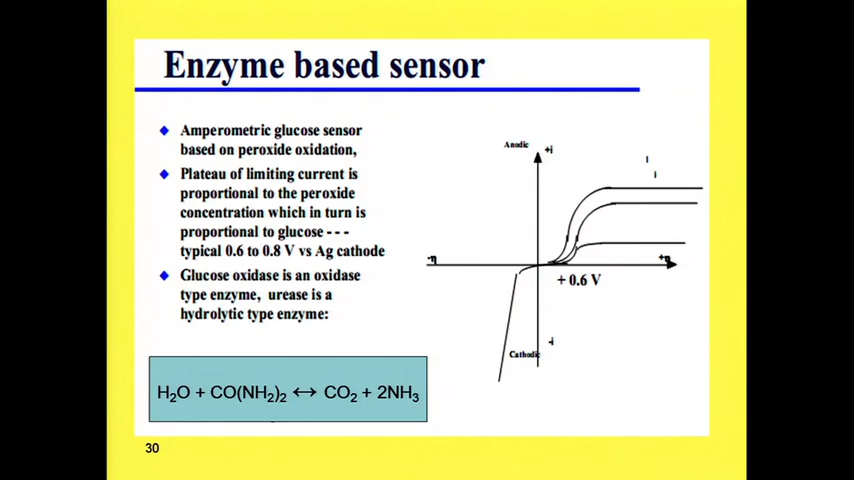 Enzyme based sensor
◆ Amperometric glucose sensor
based on peroxide oxidation,
◆ Plateau of limiting current is
proportional to the peroxide
concentration which in turn is
proportional to glucose - - -
typical 0.6 to 0.8 V vs Ag cathode
◆ Glucose oxidase is an oxidase
type enzyme, urease is a
hydrolytic type enzyme:
H₂O + CO(NH₂)₂ ↔ CO₂ + 2NH₃
Anodic
+i
-η
+η
+ 0.6 V
-i
Cathodic
30